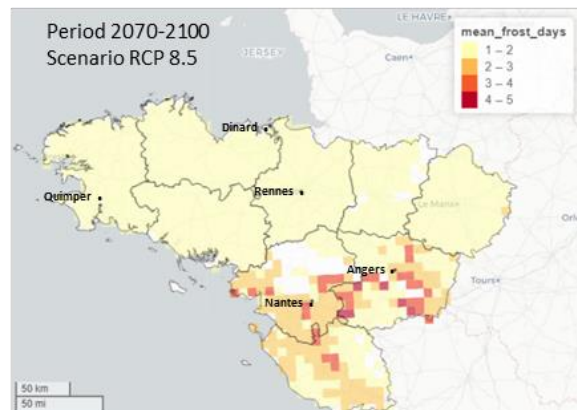 Period 2070-2100
Scenario RCP 8.5
LE HAVRE
JERSEY
Caen
mean_frost_days
1 – 2
2 – 3
3 – 4
4 – 5
Dinard
Quimper
Rennes
Le Mans
Angers
Tours
Nantes
50 km
50 mi